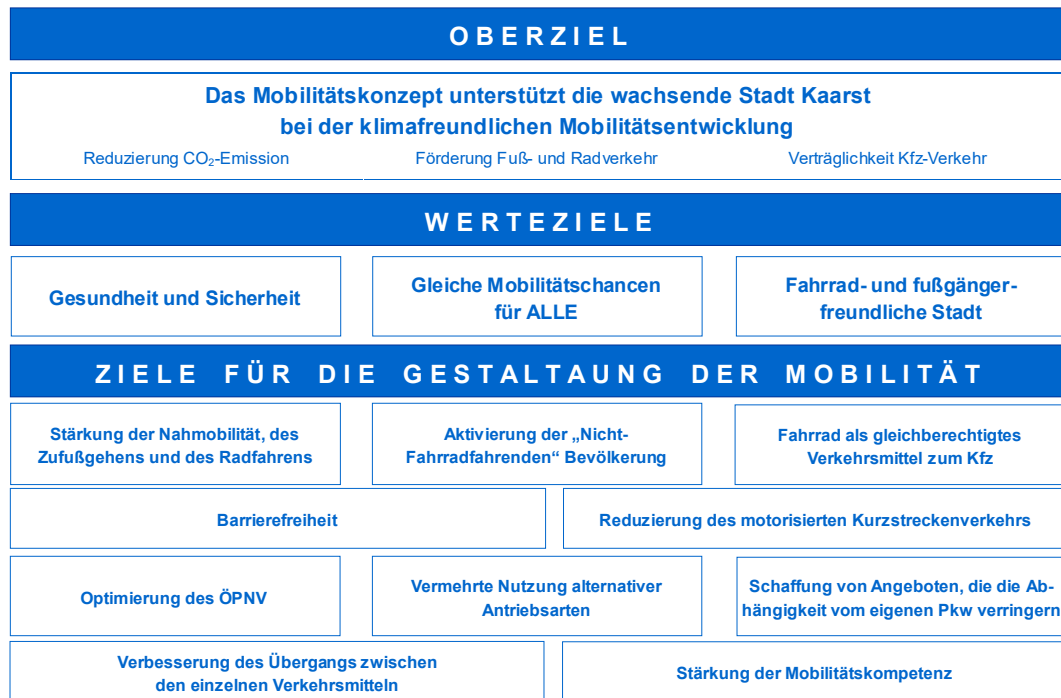 OBERZIEL
Das Mobilitätskonzept unterstützt die wachsende Stadt Kaarst
bei der klimafreundlichen Mobilitätsentwicklung
Reduzierung CO₂-Emission
Förderung Fuß- und Radverkehr
Verträglichkeit Kfz-Verkehr
WERTEZIELE
Gesundheit und Sicherheit
Gleiche Mobilitätschancen
für ALLE
Fahrrad- und fußgänger-
freundliche Stadt
ZIELE FÜR DIE GESTALTAUNG DER MOBILITÄT
Stärkung der Nahmobilität, des
Zufußgehens und des Radfahrens
Aktivierung der „Nicht-
Fahrradfahrenden“ Bevölkerung
Fahrrad als gleichberechtigtes
Verkehrsmittel zum Kfz
Barrierefreiheit
Reduzierung des motorisierten Kurzstreckenverkehrs
Optimierung des ÖPNV
Vermehrte Nutzung alternativer
Antriebsarten
Schaffung von Angeboten, die die Ab-
hängigkeit vom eigenen Pkw verringern
Verbesserung des Übergangs zwischen
den einzelnen Verkehrsmitteln
Stärkung der Mobilitätskompetenz